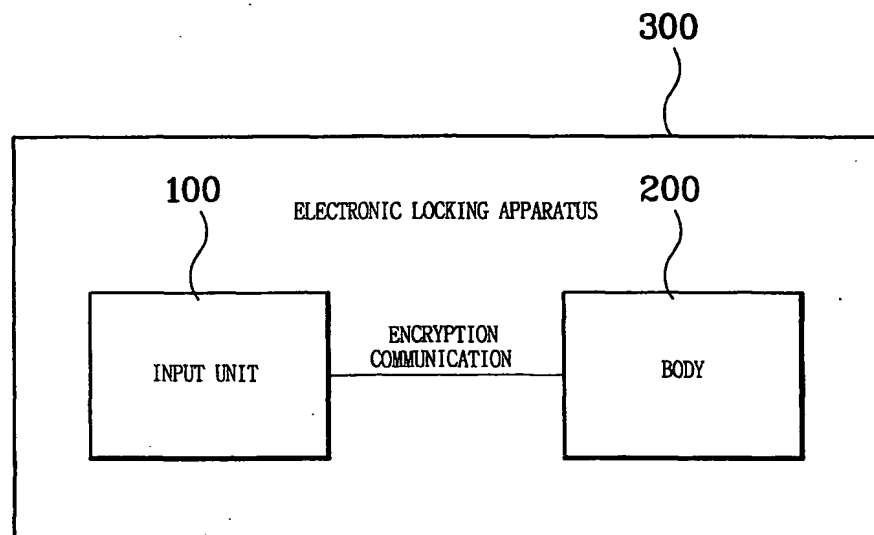 300
100
ELECTRONIC LOCKING APPARATUS
200
ENCRYPTION
COMMUNICATION
INPUT UNIT
BODY